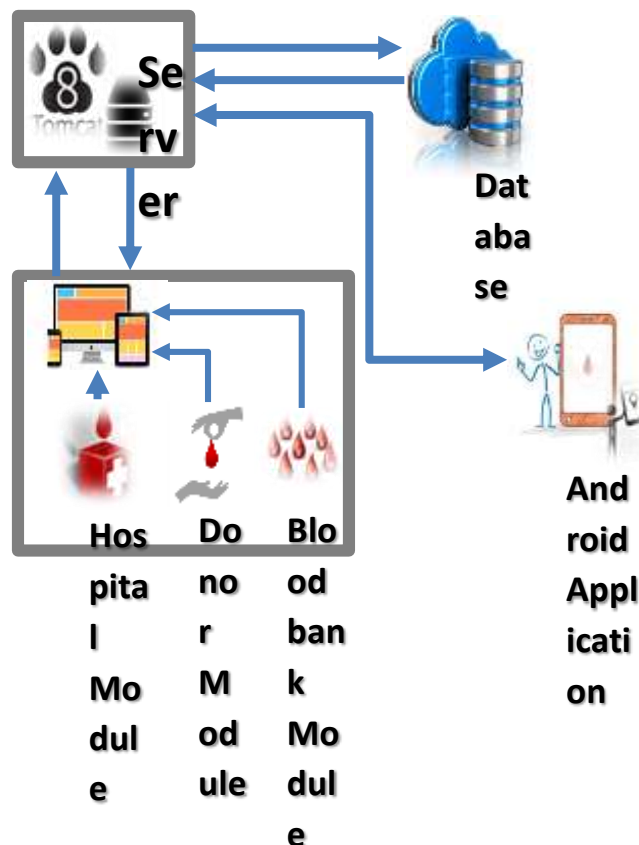 8
Tomcat
Se
rv
er
Dat
aba
se
Hos
pita
l
Mo
dul
e
Do
no
r
M
od
ule
Blo
od
ban
k
Mo
dul
e
And
roid
Appl
icati
on